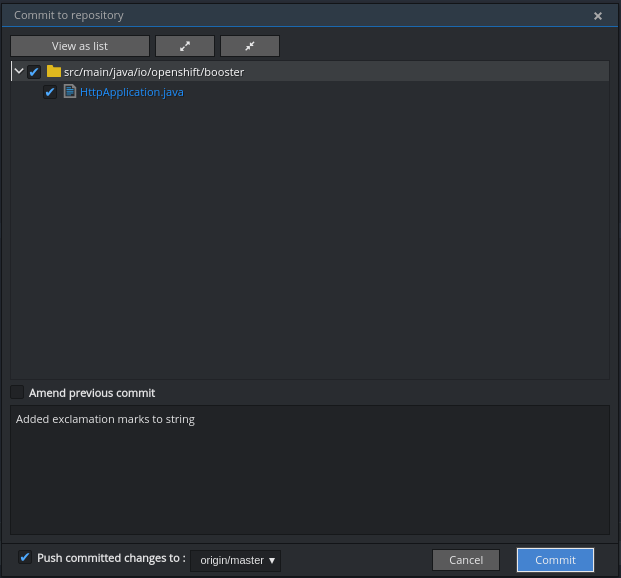 Commit to repository
View as list
src/main/java/io/openshift/booster
HttpApplication.java
Amend previous commit
Added exclamation marks to string
Push committed changes to : origin/master
Cancel Commit